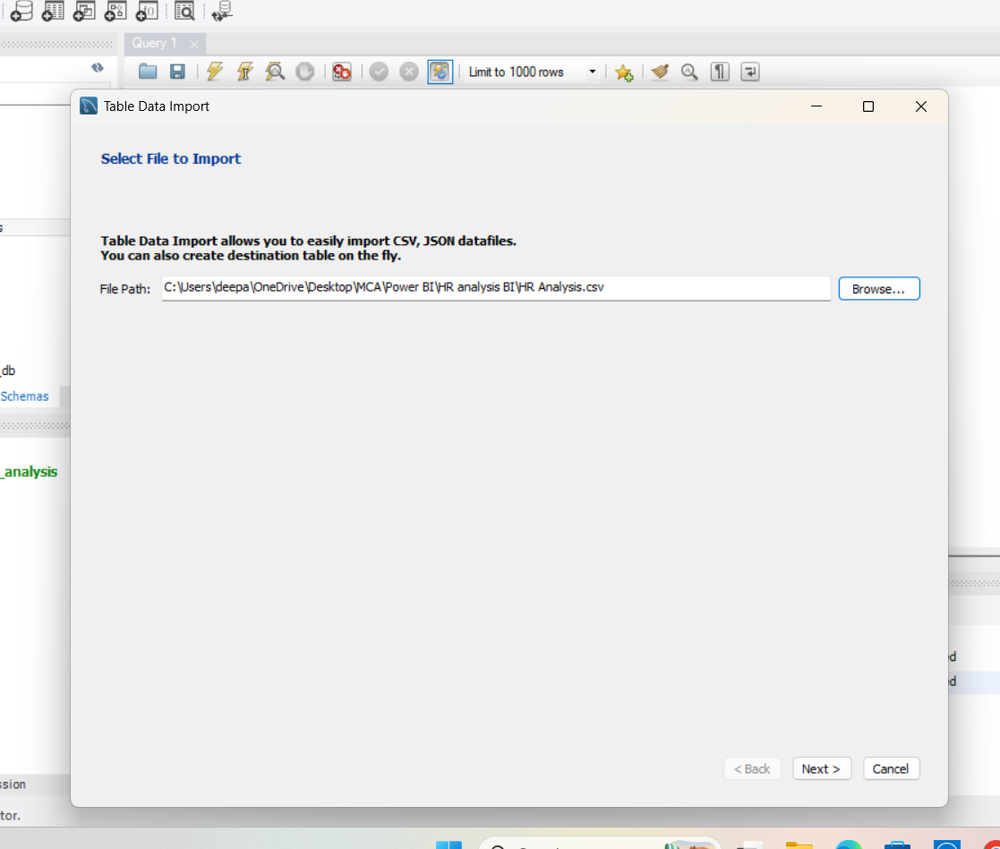 Query 1
Limit to 1000 rows
Table Data Import
Select File to Import
Table Data Import allows you to easily import CSV, JSON datafiles.
You can also create destination table on the fly.
File Path: C:\Users\deepa\OneDrive\Desktop\MCA\Power BI\HR analysis BI\HR Analysis.csv Browse...
_db
Schemas
_analysis
ed
ed
< Back Next > Cancel
ssion
tor.